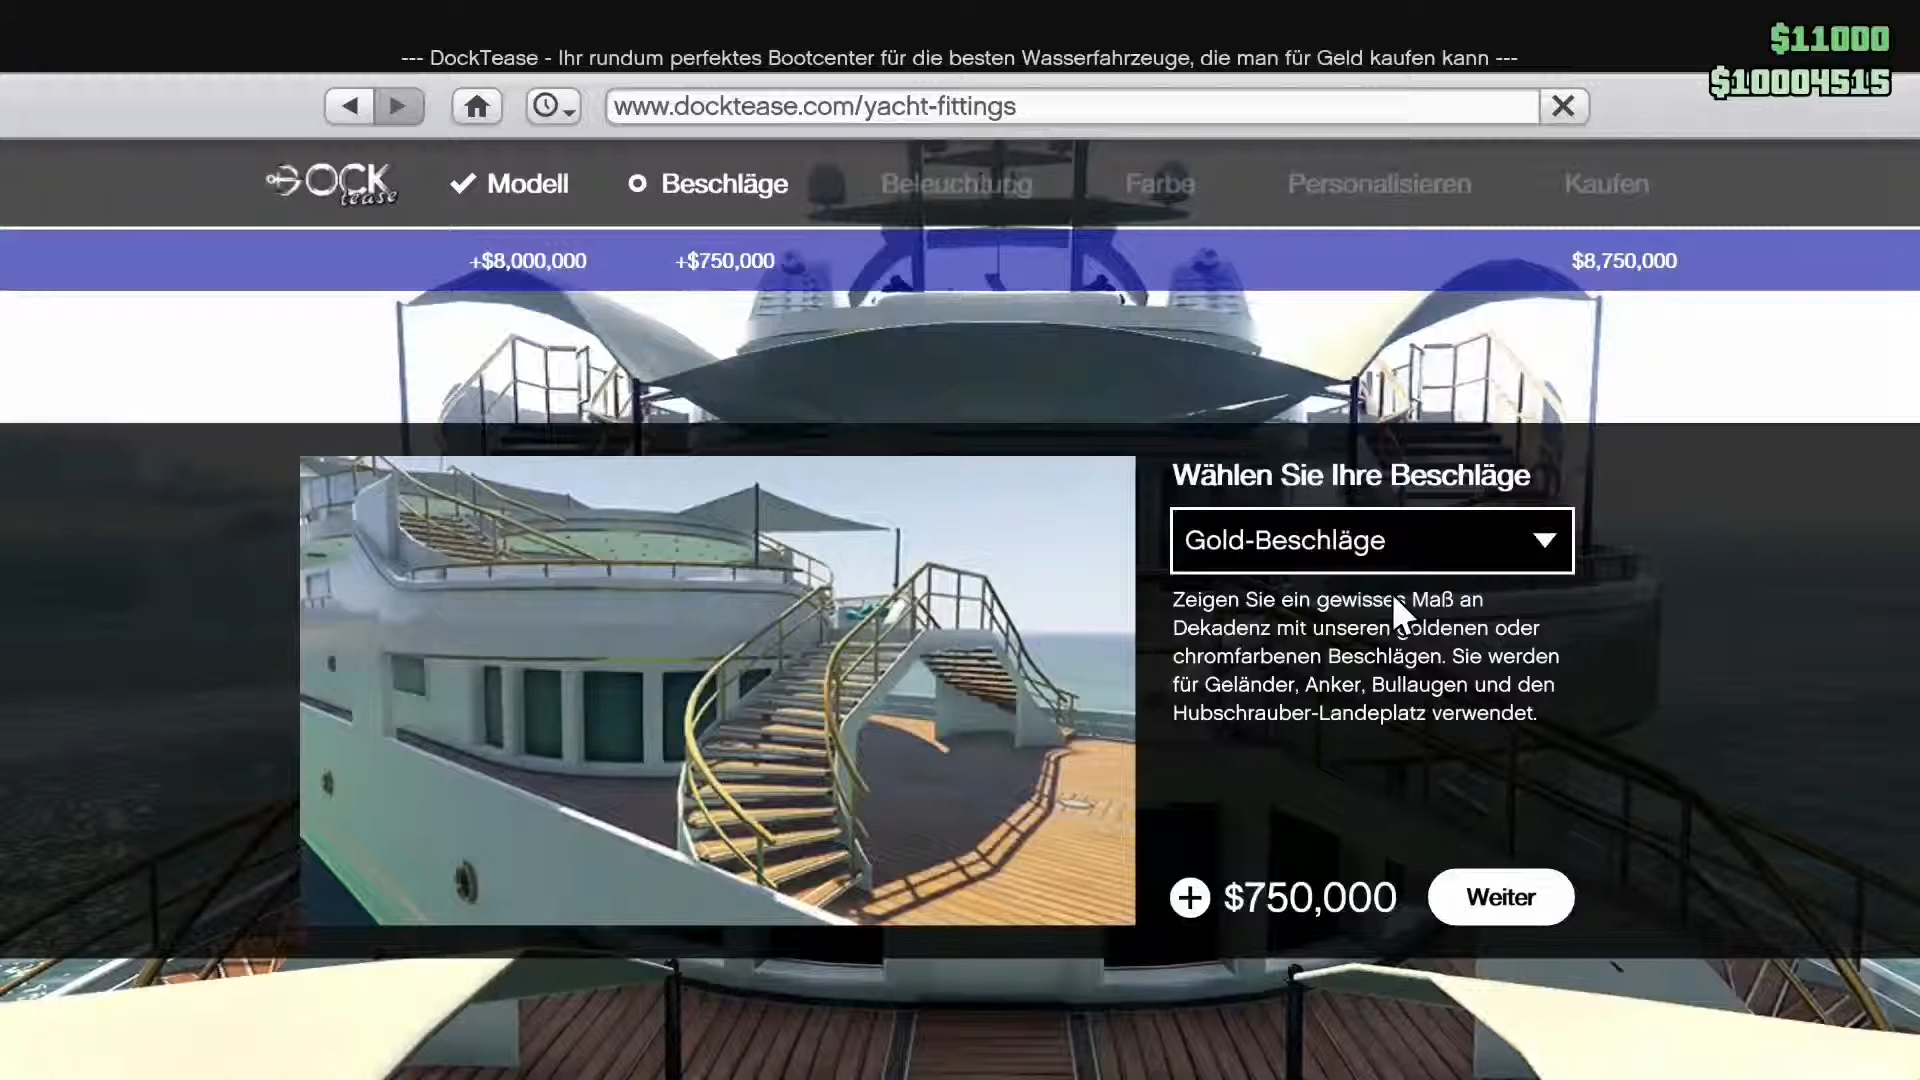 $11000
--- DockTease - Ihr rundum perfektes Bootcenter für die besten Wasserfahrzeuge, die man für Geld kaufen kann ---
$10004515
www.docktease.com/yacht-fittings
DOCK tease
Modell
Beschläge
Beleuchtung
Farbe
Personalisieren
Kaufen
+$8,000,000
+$750,000
$8,750,000
Wählen Sie Ihre Beschläge
Gold-Beschläge
Zeigen Sie ein gewisses Maß an
Dekadenz mit unseren goldenen oder
chromfarbenen Beschlägen. Sie werden
für Geländer, Anker, Bullaugen und den
Hubschrauber-Landeplatz verwendet.
$750,000
Weiter